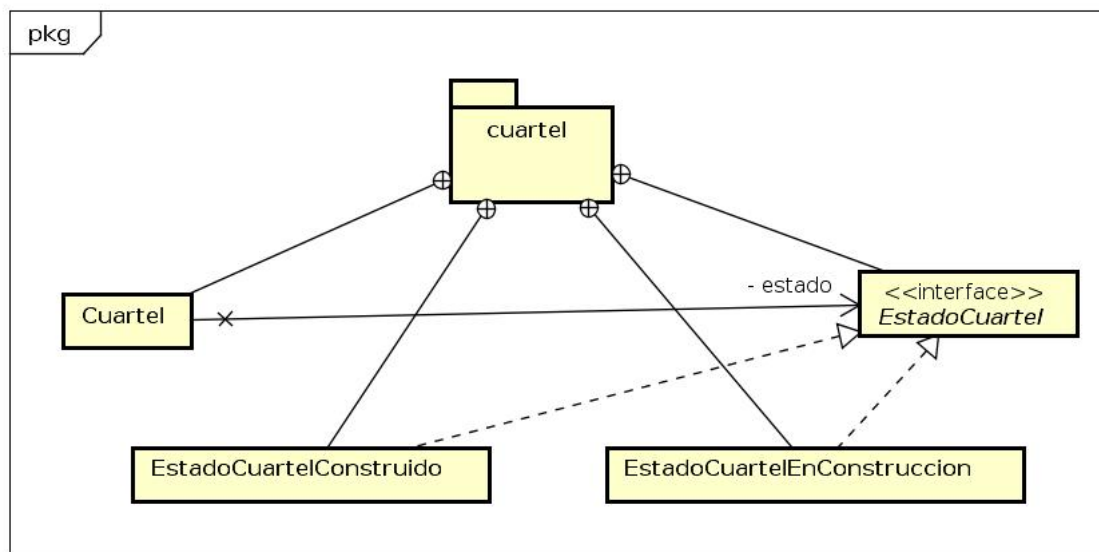 pkg
cuartel
- estado
<<interface>>
EstadoCuartel
Cuartel
EstadoCuartelConstruido
EstadoCuartelEnConstruccion